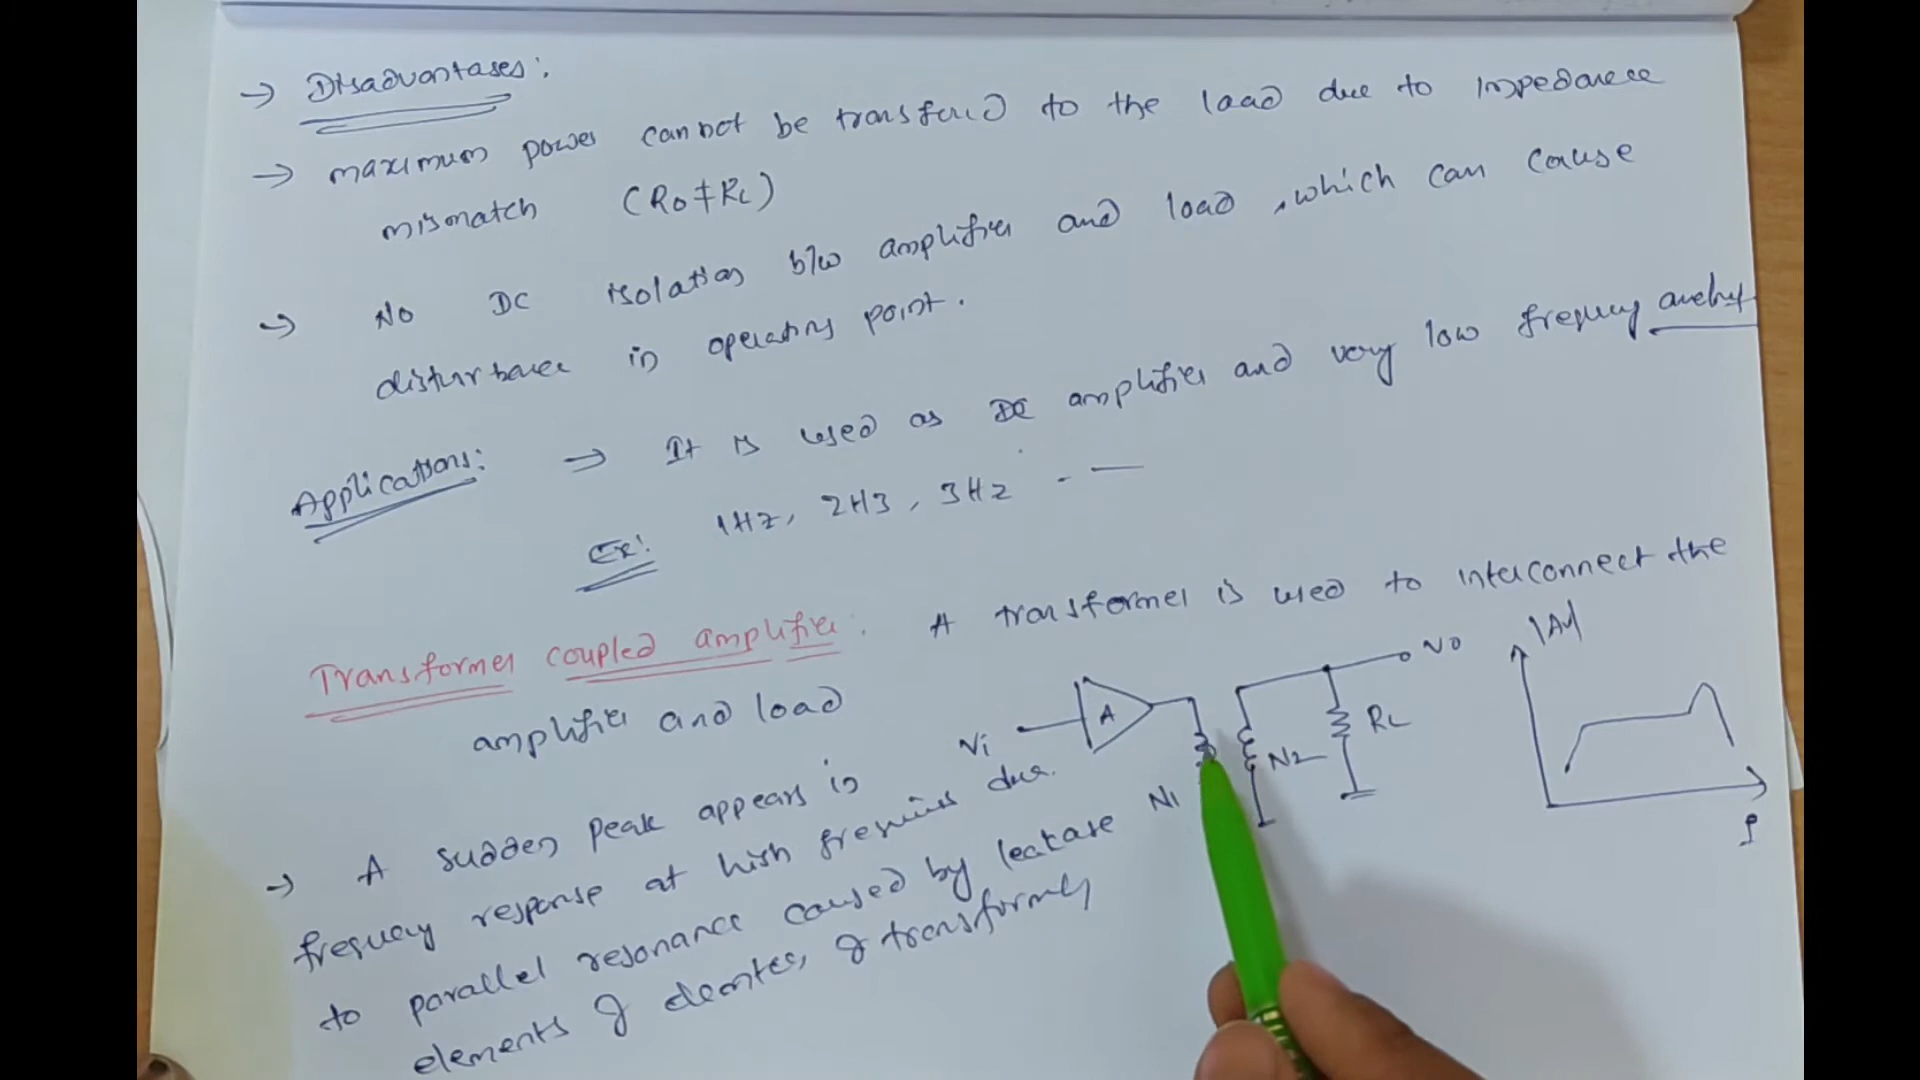 → Disadvantages:
→ maximum power cannot be transferd to the load due to Impedance
mismatch (Ro≠RL)
→ No DC isolation b/w amplifier and load, which can cause
disturbance in operating point.
Applications: → It is used as DC amplifier and very low frequency
Ex: 1Hz, 2Hz, 3Hz - —
Transformer coupled amplifier: A transformer is used to interconnect the
amplifier and load
Vi A N1 N2 RL Vo
|Av| f
→ A sudden peak appears in
frequency response at high frequencies due
to parallel resonance caused by leakage
elements of of transformer